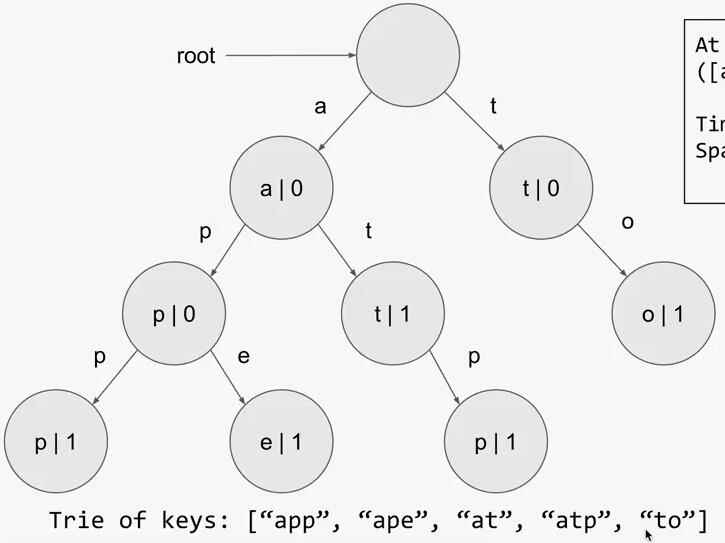 root
At
([a
a
t
Tim
Spa
a | 0
t | 0
p
t
o
p | 0
t | 1
o | 1
p
e
p
p | 1
e | 1
p | 1
Trie of keys: [“app”, “ape”, “at”, “atp”, “to”]